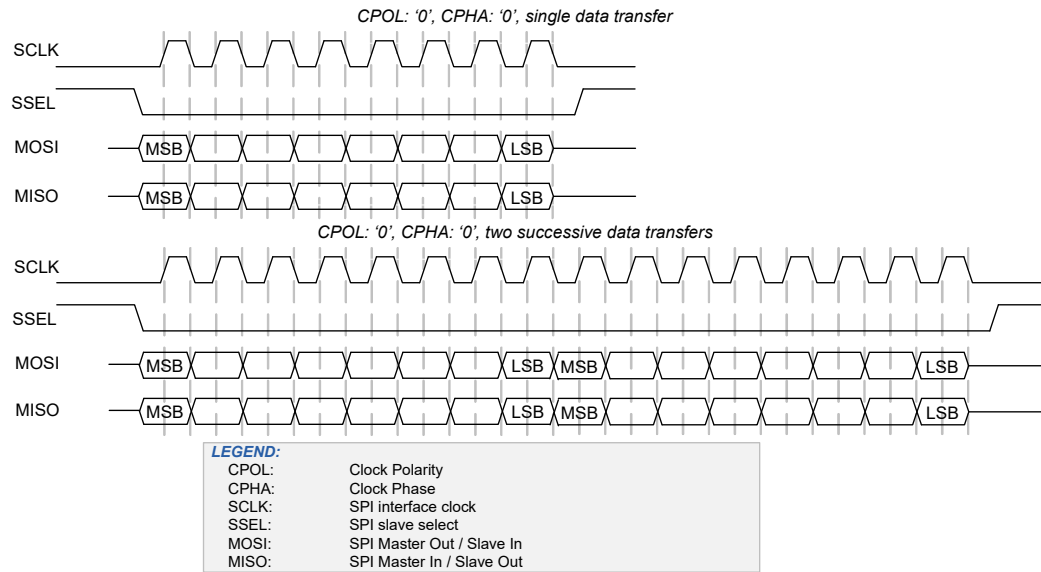 CPOL: ‘0’, CPHA: ‘0’, single data transfer
SCLK
SSEL
MOSI MSB LSB
MISO MSB LSB
CPOL: ‘0’, CPHA: ‘0’, two successive data transfers
SCLK
SSEL
MOSI MSB LSB MSB LSB
MISO MSB LSB MSB LSB
LEGEND:
CPOL: Clock Polarity
CPHA: Clock Phase
SCLK: SPI interface clock
SSEL: SPI slave select
MOSI: SPI Master Out / Slave In
MISO: SPI Master In / Slave Out